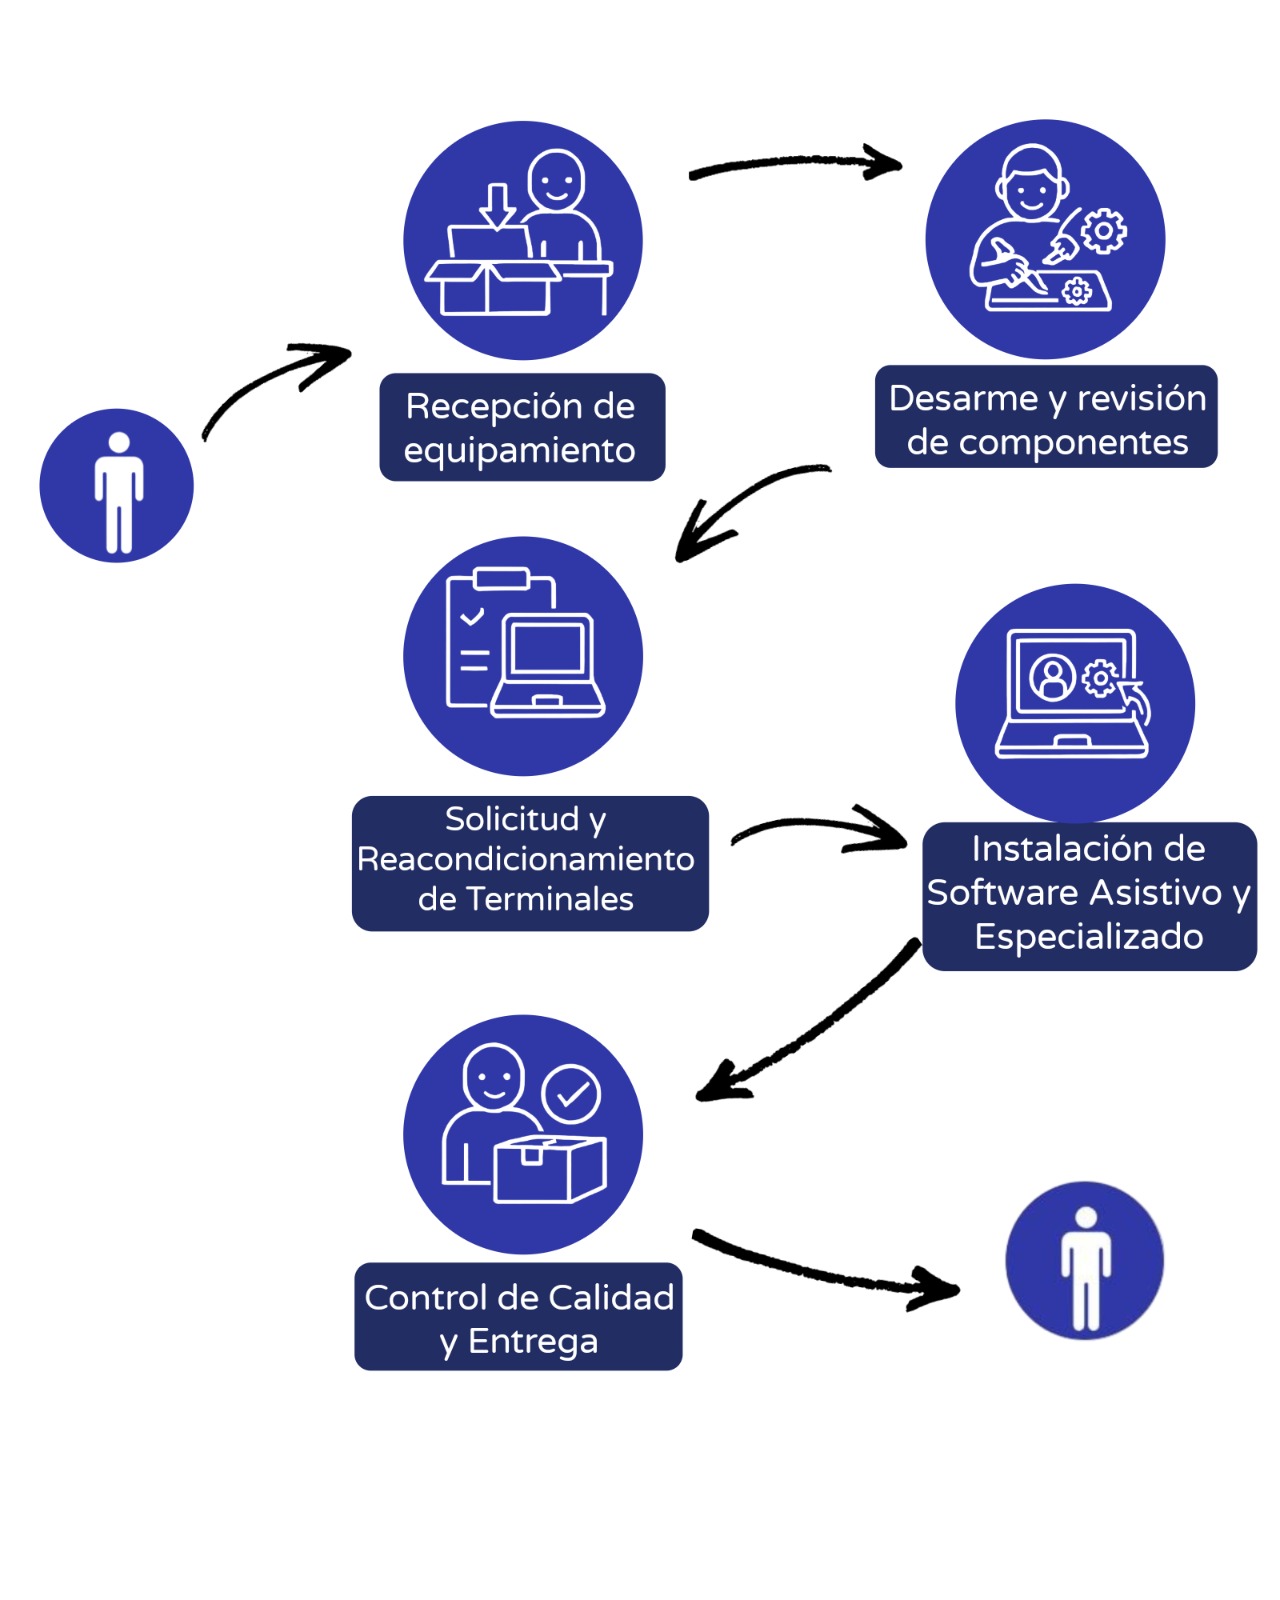 Recepción de
equipamiento
Desarme y revisión
de componentes
Solicitud y
Reacondicionamiento
de Terminales
Instalación de
Software Asistivo y
Especializado
Control de Calidad
y Entrega